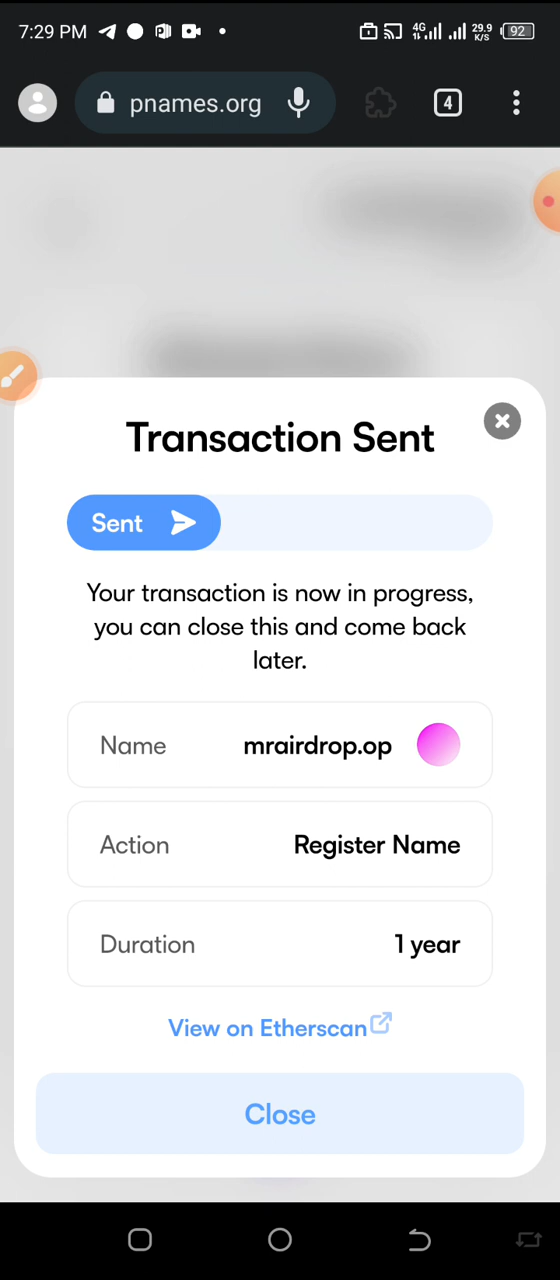 7:29 PM 4G 29.9 K/S 92
pnames.org 4
Transaction Sent
Sent
Your transaction is now in progress,
you can close this and come back
later.
Name mrairdrop.op
Action Register Name
Duration 1 year
View on Etherscan
Close